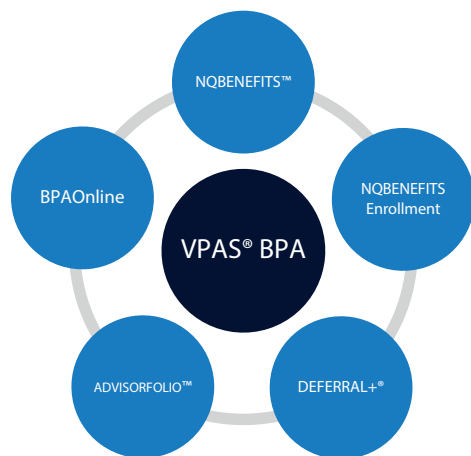 NQBENEFITS™
BPAOnline
NQBENEFITS
Enrollment
VPAS® BPA
ADVISORFOLIO™
DEFERRAL+®